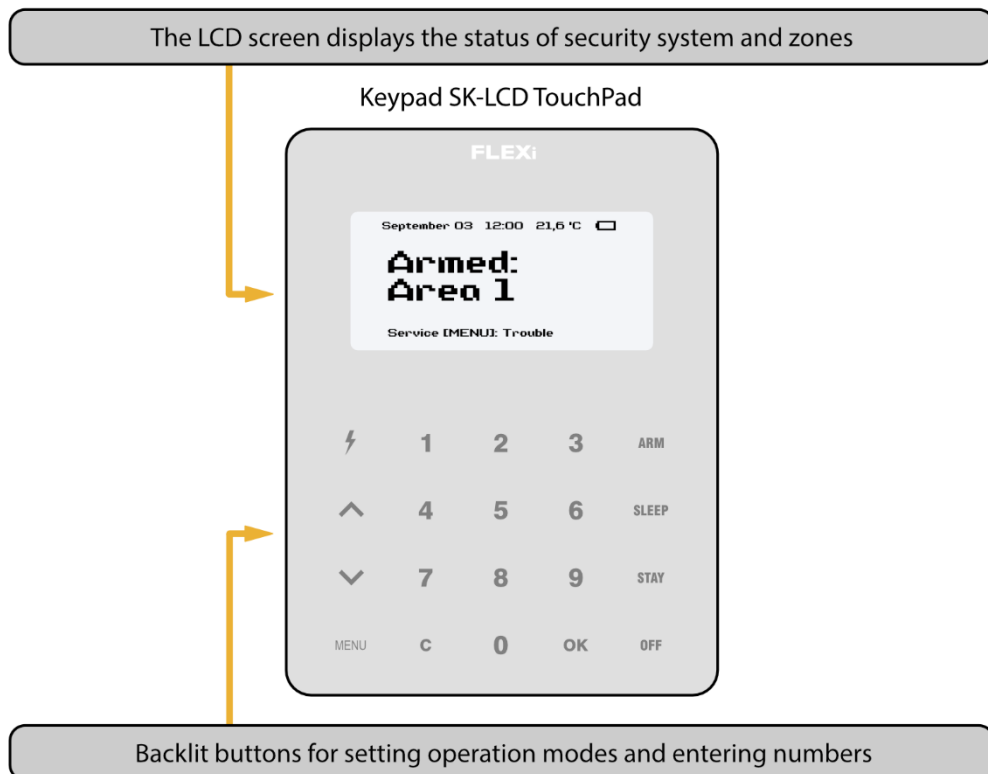 The LCD screen displays the status of security system and zones
Keypad SK-LCD TouchPad
FLEXi
September 03 12:00 21,6 °C
Armed:
Area 1
Service [MENU]: Trouble
1 2 3 ARM
4 5 6 SLEEP
7 8 9 STAY
MENU C 0 OK OFF
Backlit buttons for setting operation modes and entering numbers